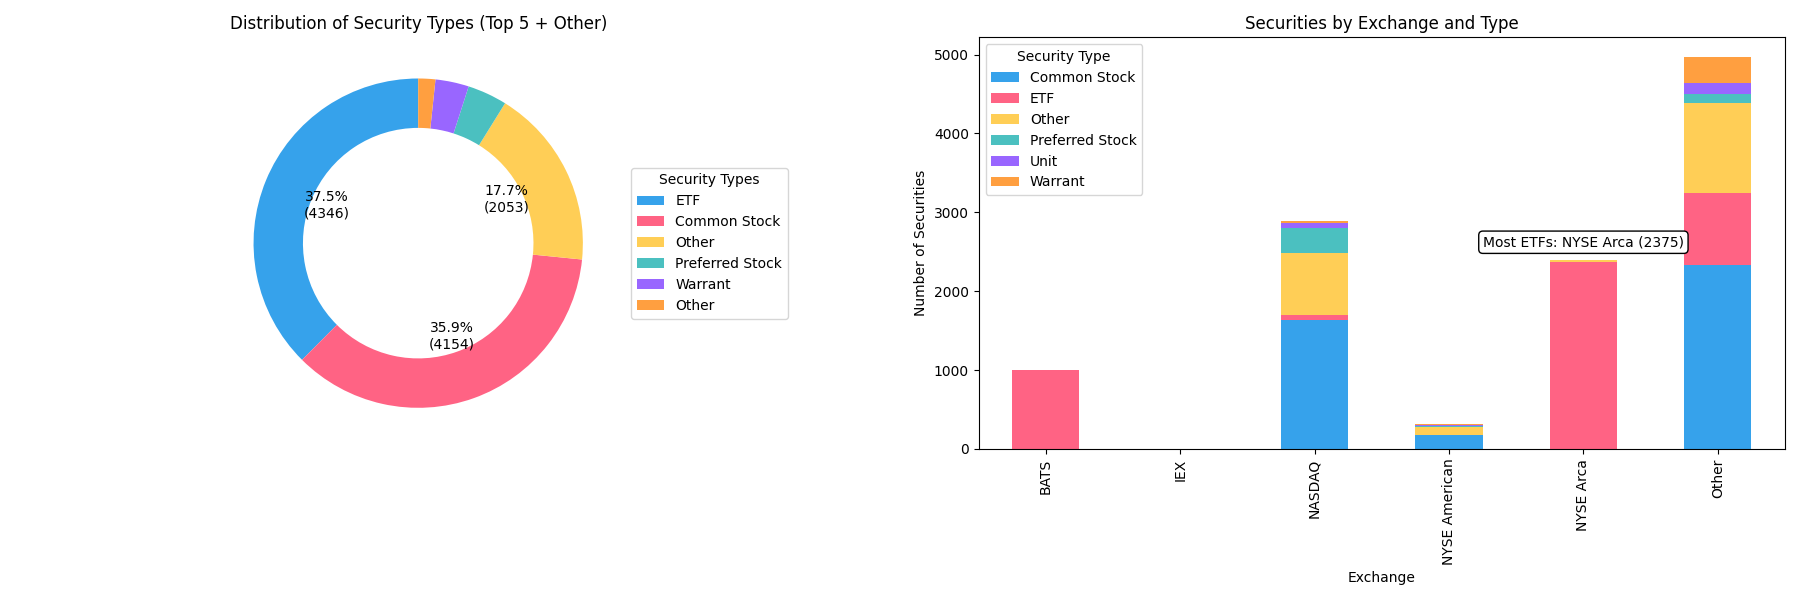 Distribution of Security Types (Top 5 + Other)
37.5%
(4346)
17.7%
(2053)
35.9%
(4154)
Security Types
ETF
Common Stock
Other
Preferred Stock
Warrant
Other
Securities by Exchange and Type
Number of Securities
5000
4000
3000
2000
1000
0
Security Type
Common Stock
ETF
Other
Preferred Stock
Unit
Warrant
Most ETFs: NYSE Arca (2375)
BATS
IEX
NASDAQ
NYSE American
NYSE Arca
Other
Exchange